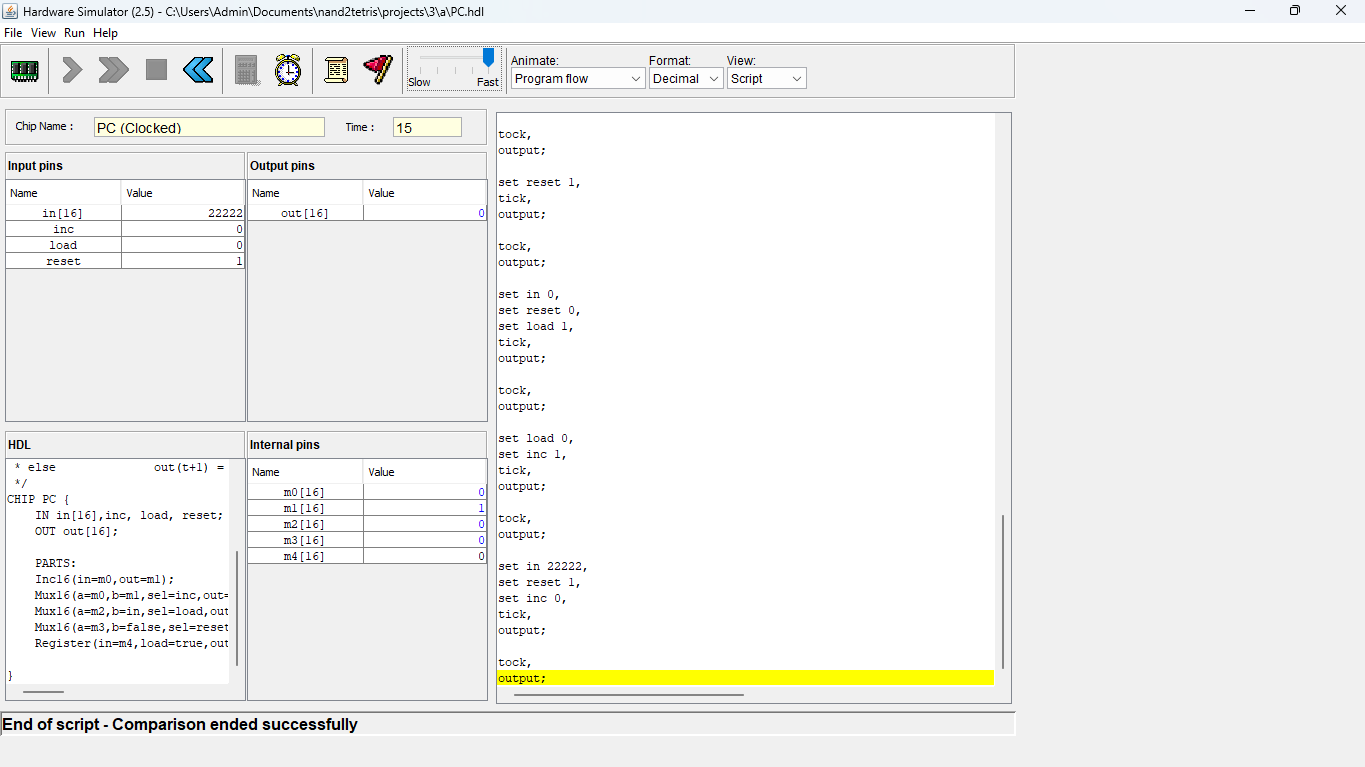 Hardware Simulator (2.5) - C:\Users\Admin\Documents\nand2tetris\projects\3\a\PC.hdl
File View Run Help
Slow Fast
Animate: Format: View:
Program flow Decimal Script
Chip Name : PC (Clocked) Time : 15
Input pins
Name Value
in[16] 22222
inc 0
load 0
reset 1
Output pins
Name Value
out[16] 0
HDL
* else out(t+1) =
*/
CHIP PC {
IN in[16],inc, load, reset;
OUT out[16];
PARTS:
Inc16(in=m0,out=m1);
Mux16(a=m0,b=m1,sel=inc,out=
Mux16(a=m2,b=in,sel=load,out
Mux16(a=m3,b=false,sel=reset
Register(in=m4,load=true,out
}
Internal pins
Name Value
m0[16] 0
m1[16] 1
m2[16] 0
m3[16] 0
m4[16] 0
tock,
output;
set reset 1,
tick,
output;
tock,
output;
set in 0,
set reset 0,
set load 1,
tick,
output;
tock,
output;
set load 0,
set inc 1,
tick,
output;
tock,
output;
set in 22222,
set reset 1,
set inc 0,
tick,
output;
tock,
output;
End of script - Comparison ended successfully